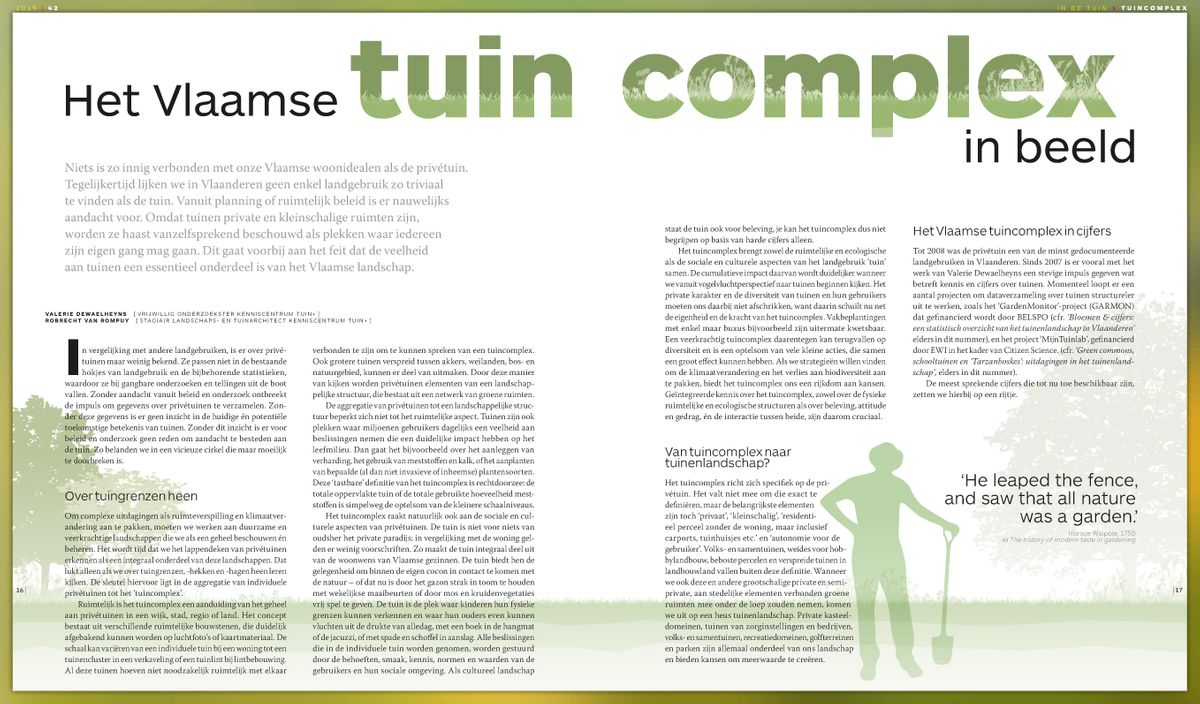 2019 | 42
IN DE TUIN > TUINCOMPLEX
Het Vlaamse tuin complex
in beeld
Niets is zo innig verbonden met onze Vlaamse woonidealen als de privétuin.
Tegelijkertijd lijken we in Vlaanderen geen enkel landgebruik zo triviaal
te vinden als de tuin. Vanuit planning of ruimtelijk beleid is er nauwelijks
aandacht voor. Omdat tuinen private en kleinschalige ruimten zijn,
worden ze haast vanzelfsprekend beschouwd als plekken waar iedereen
zijn eigen gang mag gaan. Dit gaat voorbij aan het feit dat de veelheid
aan tuinen een essentieel onderdeel is van het Vlaamse landschap.
VALERIE DEWAELHEYNS [ VRIJWILLIG ONDERZOEKSTER KENNISCENTRUM TUIN+ ]
ROBRECHT VAN ROMPUY [ STAGIAIR LANDSCHAPS- EN TUINARCHITECT KENNISCENTRUM TUIN+ ]
In vergelijking met andere landgebruiken, is er over privé-
tuinen maar weinig bekend. Ze passen niet in de bestaande
hokjes van landgebruik en de bijbehorende statistieken,
waardoor ze bij gangbare onderzoeken en tellingen uit de boot
vallen. Zonder aandacht vanuit beleid en onderzoek ontbreekt
de impuls om gegevens over privétuinen te verzamelen. Zon-
der deze gegevens is er geen inzicht in de huidige én potentiële
toekomstige betekenis van tuinen. Zonder dit inzicht is er voor
beleid en onderzoek geen reden om aandacht te besteden aan
de tuin. Zo belanden we in een vicieuze cirkel die maar moeilijk
te doorbreken is.
Over tuingrenzen heen
Om complexe uitdagingen als ruimteverspilling en klimaatver-
andering aan te pakken, moeten we werken aan duurzame en
veerkrachtige landschappen die we als een geheel beschouwen én
beheren. Het wordt tijd dat we het lappendeken van privétuinen
erkennen als een integraal onderdeel van deze landschappen. Dat
lukt alleen als we over tuingrenzen, -hekken en -hagen heen leren
kijken. De sleutel hiervoor ligt in de aggregatie van individuele
privétuinen tot het 'tuincomplex'.
Ruimtelijk is het tuincomplex een aanduiding van het geheel
aan privétuinen in een wijk, stad, regio of land. Het concept
bestaat uit verschillende ruimtelijke bouwstenen, die duidelijk
afgebakend kunnen worden op luchtfoto's of kaartmateriaal. De
schaal kan variëren van een individuele tuin bij een woning tot een
tuinencluster in een verkaveling of een tuinlint bij lintbebouwing.
Al deze tuinen hoeven niet noodzakelijk ruimtelijk met elkaar
verbonden te zijn om te kunnen spreken van een tuincomplex.
Ook grotere tuinen verspreid tussen akkers, weilanden, bos- en
natuurgebied, kunnen er deel van uitmaken. Door deze manier
van kijken worden privétuinen elementen van een landschap-
pelijke structuur, die bestaat uit een netwerk van groene ruimten.
De aggregatie van privétuinen tot een landschappelijke struc-
tuur beperkt zich niet tot het ruimtelijke aspect. Tuinen zijn ook
plekken waar miljoenen gebruikers dagelijks een veelheid aan
beslissingen nemen die een duidelijke impact hebben op het
leefmilieu. Dan gaat het bijvoorbeeld over het aanleggen van
verharding, het gebruik van meststoffen en kalk, of het aanplanten
van bepaalde (al dan niet invasieve of inheemse) plantensoorten.
Deze 'tastbare' definitie van het tuincomplex is rechtdoorzee: de
totale oppervlakte tuin of de totale gebruikte hoeveelheid mest-
stoffen is simpelweg de optelsom van de kleinere schaalniveaus.
Het tuincomplex raakt natuurlijk ook aan de sociale en cul-
turele aspecten van privétuinen. De tuin is niet voor niets van
oudsher het private paradijs: in vergelijking met de woning gel-
den er weinig voorschriften. Zo maakt de tuin integraal deel uit
van de woonwens van Vlaamse gezinnen. De tuin biedt hen de
gelegenheid om binnen de eigen cocon in contact te komen met
de natuur – of dat nu is door het gazon strak in toom te houden
met wekelijkse maaibeurten of door mos en kruidenvegetaties
vrij spel te geven. De tuin is de plek waar kinderen hun fysieke
grenzen kunnen verkennen en waar hun ouders even kunnen
vluchten uit de drukte van alledag, met een boek in de hangmat
of de jacuzzi, of met spade en schoffel in aanslag. Alle beslissingen
die in de individuele tuin worden genomen, worden gestuurd
door de behoeften, smaak, kennis, normen en waarden van de
gebruikers en hun sociale omgeving. Als cultureel landschap
staat de tuin ook voor beleving, je kan het tuincomplex dus niet
begrijpen op basis van harde cijfers alleen.
Het tuincomplex brengt zowel de ruimtelijke en ecologische
als de sociale en culturele aspecten van het landgebruik 'tuin'
samen. De cumulatieve impact daarvan wordt duidelijker wanneer
we vanuit vogelvluchtperspectief naar tuinen beginnen kijken. Het
private karakter en de diversiteit van tuinen en hun gebruikers
moeten ons daarbij niet afschrikken, want daarin schuilt nu net
de eigenheid en de kracht van het tuincomplex. Vakbeplantingen
met enkel maar buxus bijvoorbeeld zijn uitermate kwetsbaar.
Een veerkrachtig tuincomplex daarentegen kan terugvallen op
diversiteit en is een optelsom van vele kleine acties, die samen
een groot effect kunnen hebben. Als we strategieën willen vinden
om de klimaatverandering en het verlies aan biodiversiteit aan
te pakken, biedt het tuincomplex ons een rijkdom aan kansen.
Geïntegreerde kennis over het tuincomplex, zowel over de fysieke
ruimtelijke en ecologische structuren als over beleving, attitude
en gedrag, én de interactie tussen beide, zijn daarom cruciaal.
Van tuincomplex naar
tuinenlandschap?
Het tuincomplex richt zich specifiek op de pri-
vétuin. Het valt niet mee om die exact te
definiëren, maar de belangrijkste elementen
zijn toch 'privaat', 'kleinschalig', 'residenti-
eel perceel zonder de woning, maar inclusief
carports, tuinhuisjes etc.' en 'autonomie voor de
gebruiker'. Volks- en samentuinen, weides voor hob-
bylandbouw, beboste percelen en verspreide tuinen in
landbouwland vallen buiten deze definitie. Wanneer
we ook deze en andere grootschalige private en semi-
private, aan stedelijke elementen verbonden groene
ruimten mee onder de loep zouden nemen, komen
we uit op een heus tuinenlandschap. Private kasteel-
domeinen, tuinen van zorginstellingen en bedrijven,
volks- en samentuinen, recreatiedomeinen, golfterreinen
en parken zijn allemaal onderdeel van ons landschap
en bieden kansen om meerwaarde te creëren.
Het Vlaamse tuincomplex in cijfers
Tot 2008 was de privétuin een van de minst gedocumenteerde
landgebruiken in Vlaanderen. Sinds 2007 is er vooral met het
werk van Valerie Dewaelheyns een stevige impuls gegeven wat
betreft kennis en cijfers over tuinen. Momenteel loopt er een
aantal projecten om dataverzameling over tuinen structureler
uit te werken, zoals het 'GardenMonitor'-project (GARMON)
dat gefinancierd wordt door BELSPO (cfr. 'Bloemen & cijfers:
een statistisch overzicht van het tuinenlandschap in Vlaanderen'
elders in dit nummer), en het project 'MijnTuinlab', gefinancierd
door EWI in het kader van Citizen Science. (cfr. 'Green commons,
schooltuinen en 'Tarzanboskes': uitdagingen in het tuinenland-
schap', elders in dit nummer).
De meest sprekende cijfers die tot nu toe beschikbaar zijn,
zetten we hierbij op een rijtje.
'He leaped the fence,
and saw that all nature
was a garden.'
Horace Walpole, 1750,
in The history of modern taste in gardening
16
17